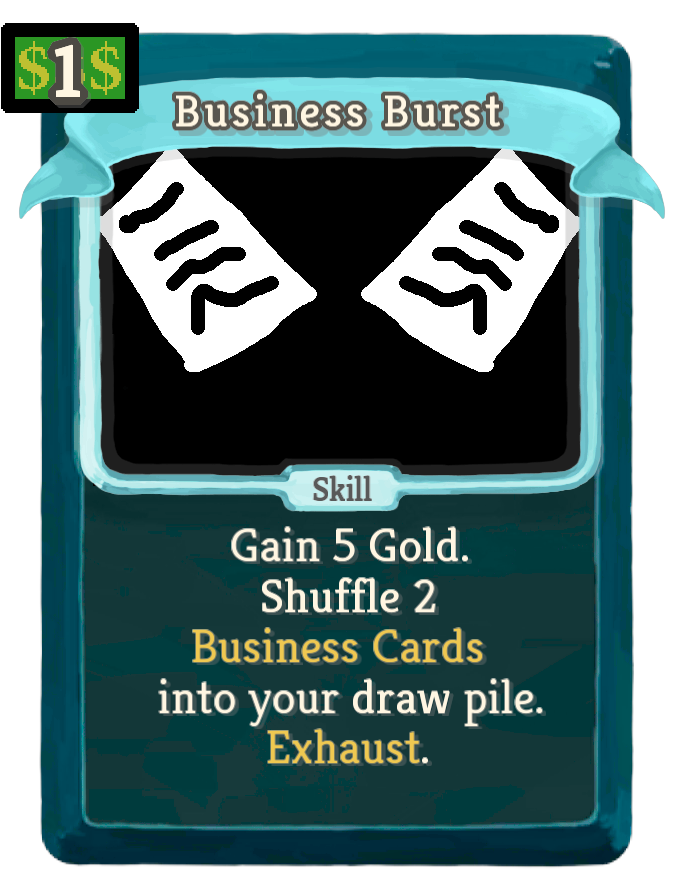 $1$
Business Burst
Skill
Gain 5 Gold.
Shuffle 2
Business Cards
into your draw pile.
Exhaust.